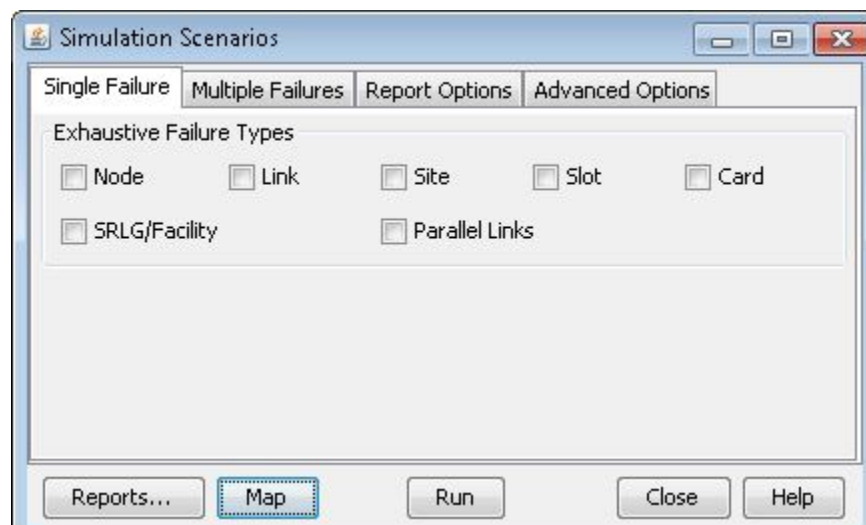 Simulation Scenarios
Single Failure Multiple Failures Report Options Advanced Options
Exhaustive Failure Types
Node Link Site Slot Card
SRLG/Facility Parallel Links
Reports... Map Run Close Help